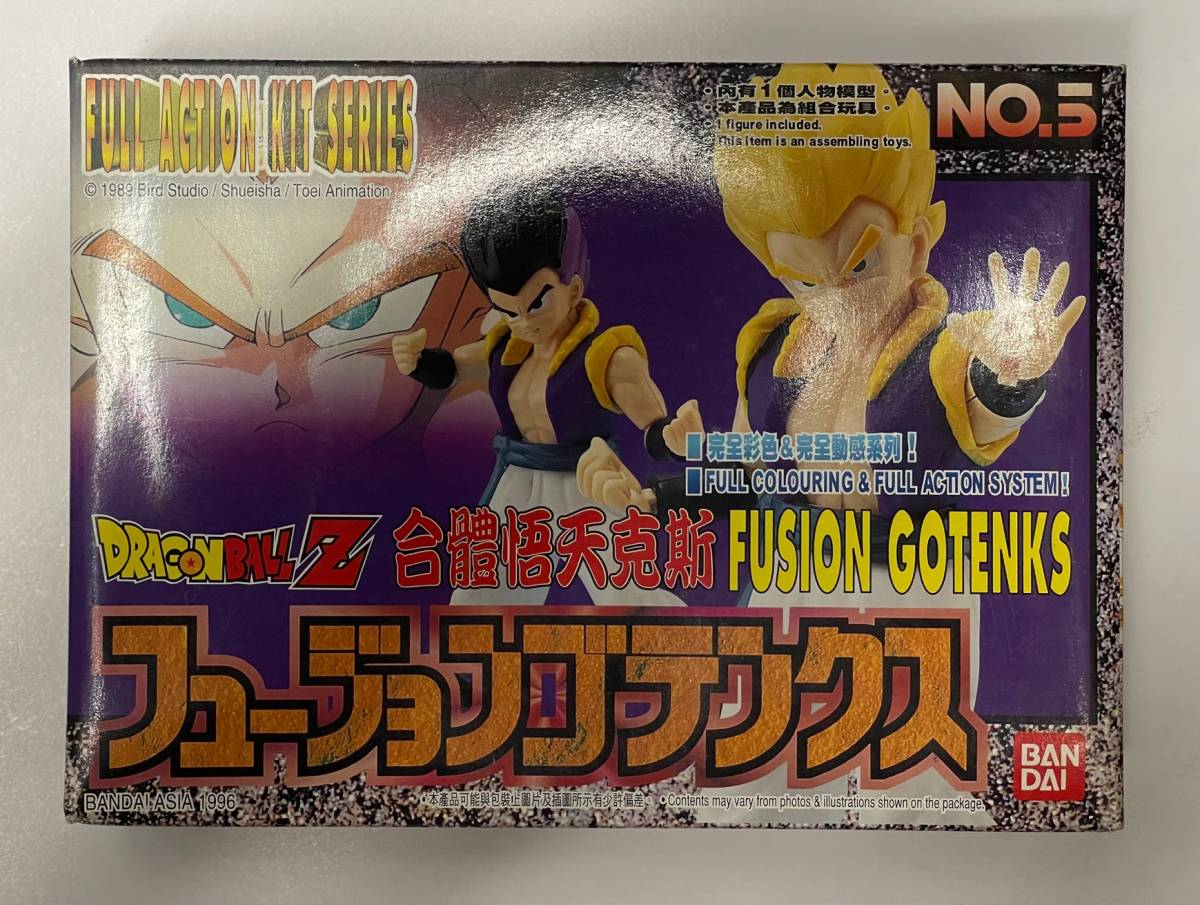 FULL ACTION KIT SERIES
© 1989 Bird Studio / Shueisha / Toei Animation
・內有1個人物模型・
・本產品為組合玩具・
・1 figure included.
This item is an assembling toys.
NO.5
完全彩色&完全動感系列!
FULL COLOURING & FULL ACTION SYSTEM!
DRAGON BALL Z 合體悟天克斯 FUSION GOTENKS
フュージョンゴテンクス
BAN
DAI
BANDAI ASIA 1996 ・本產品可能與包裝上圖片及插圖所示有少許偏差。 ・Contents may vary from photos & illustrations shown on the package.